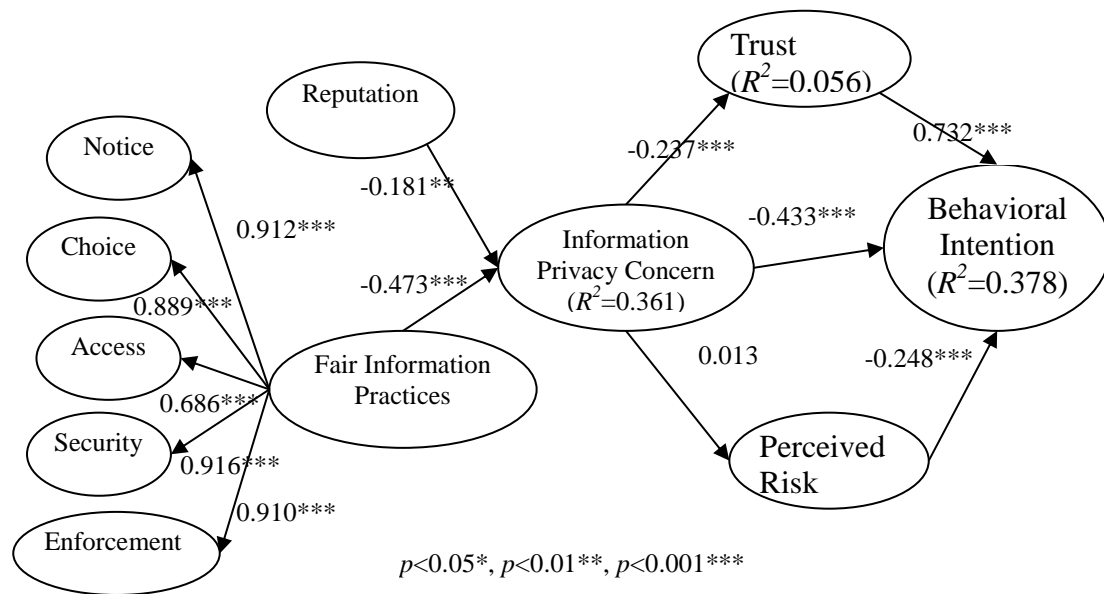 Trust
(R²=0.056)
Reputation
0.732***
Notice
-0.237***
-0.181**
Behavioral
Intention
(R²=0.378)
0.912***
-0.433***
Choice
Information
Privacy Concern
(R²=0.361)
-0.473***
0.889***
Access
0.013
-0.248***
Fair Information
Practices
0.686***
Security
Perceived
Risk
0.916***
0.910***
Enforcement
p<0.05*, p<0.01**, p<0.001***